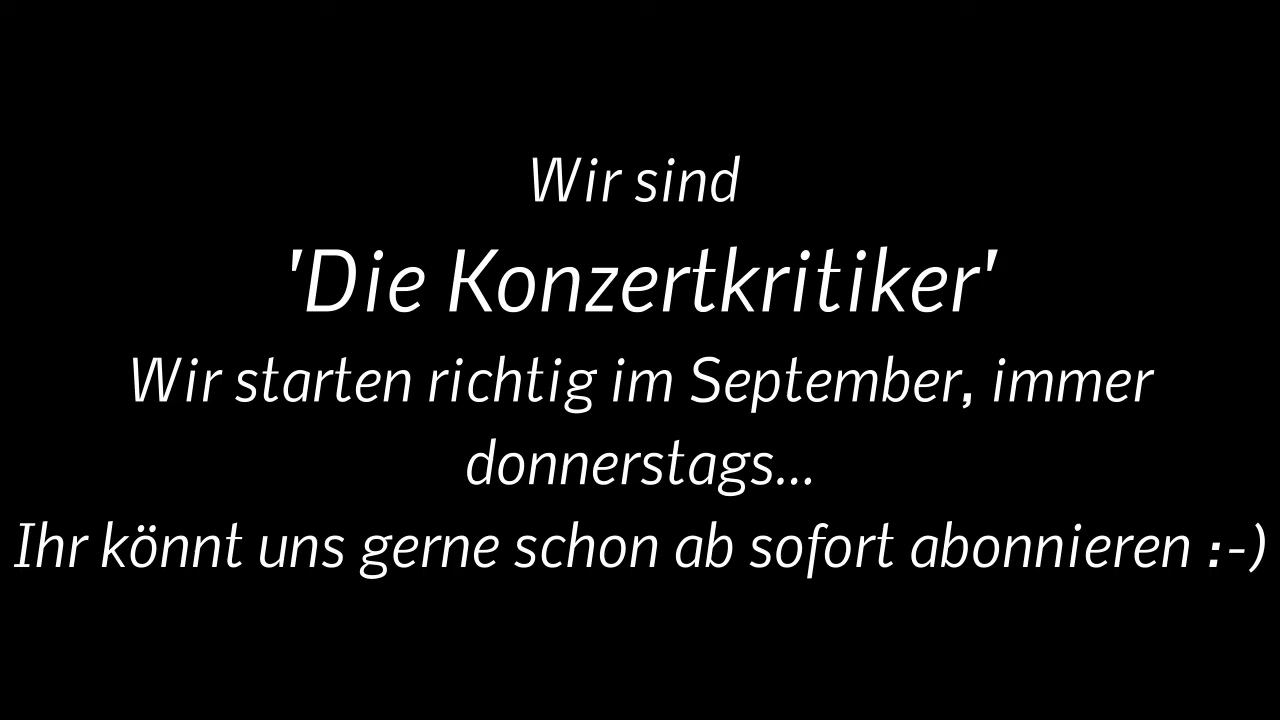 Wir sind
'Die Konzertkritiker'
Wir starten richtig im September, immer
donnerstags...
Ihr könnt uns gerne schon ab sofort abonnieren :-)